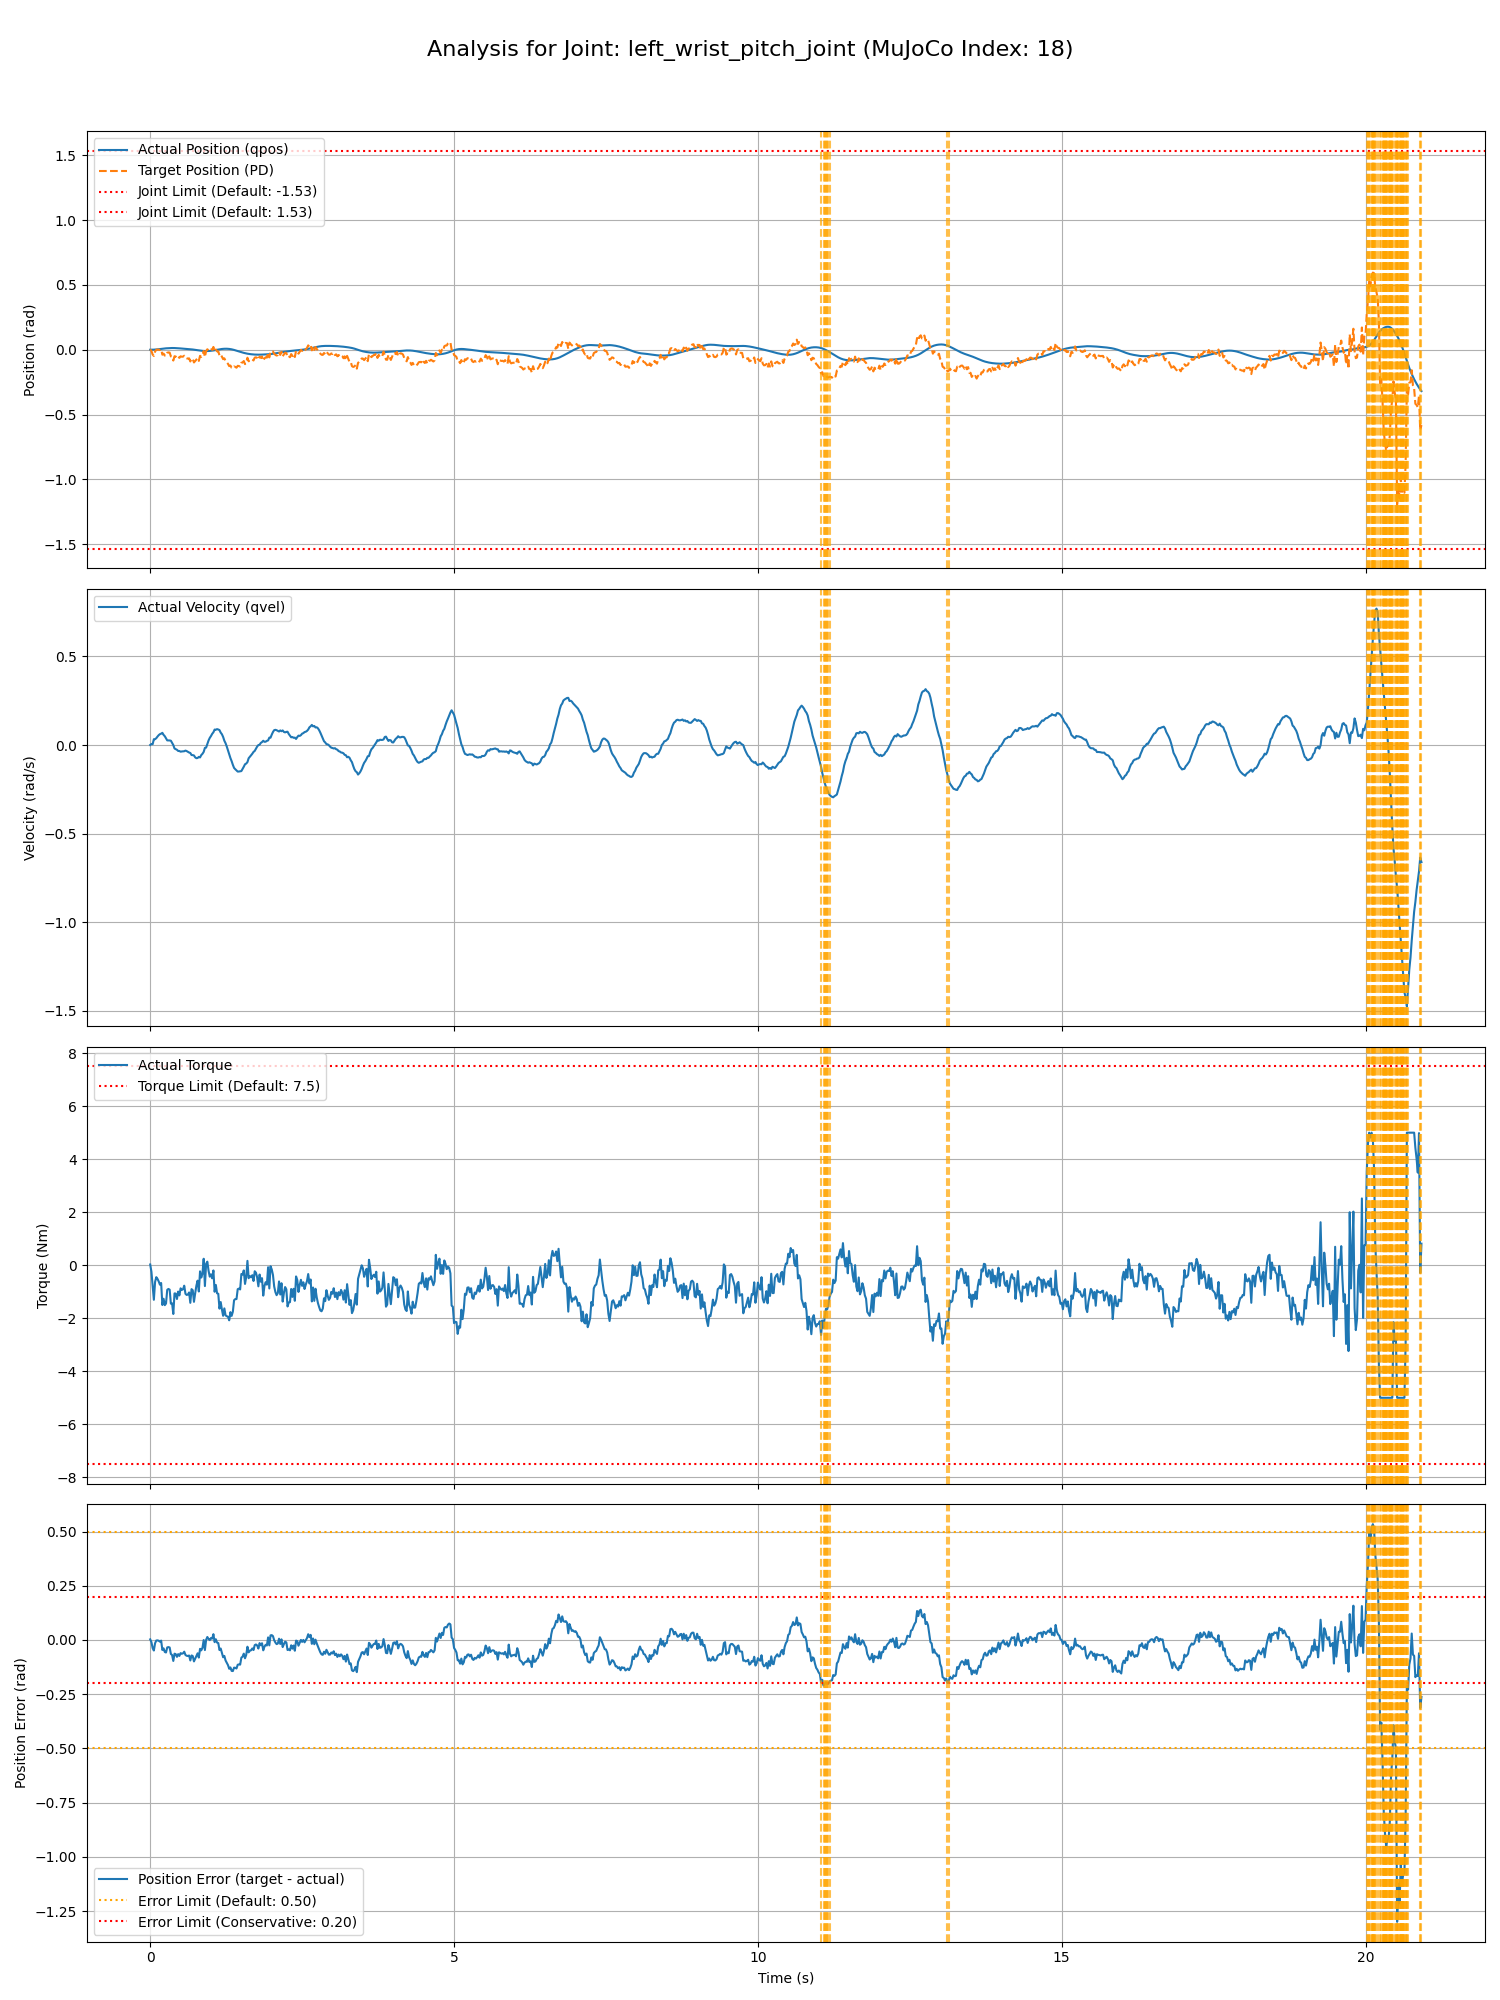 Analysis for Joint: left_wrist_pitch_joint (MuJoCo Index: 18)
Actual Position (qpos)
Target Position (PD)
Joint Limit (Default: -1.53)
Joint Limit (Default: 1.53)
Position (rad)
1.5
1.0
0.5
0.0
−0.5
−1.0
−1.5
Actual Velocity (qvel)
Velocity (rad/s)
0.5
0.0
−0.5
−1.0
−1.5
Actual Torque
Torque Limit (Default: 7.5)
Torque (Nm)
8
6
4
2
0
−2
−4
−6
−8
Position Error (rad)
0.50
0.25
0.00
−0.25
−0.50
−0.75
−1.00
−1.25
Position Error (target - actual)
Error Limit (Default: 0.50)
Error Limit (Conservative: 0.20)
0 5 10 15 20
Time (s)